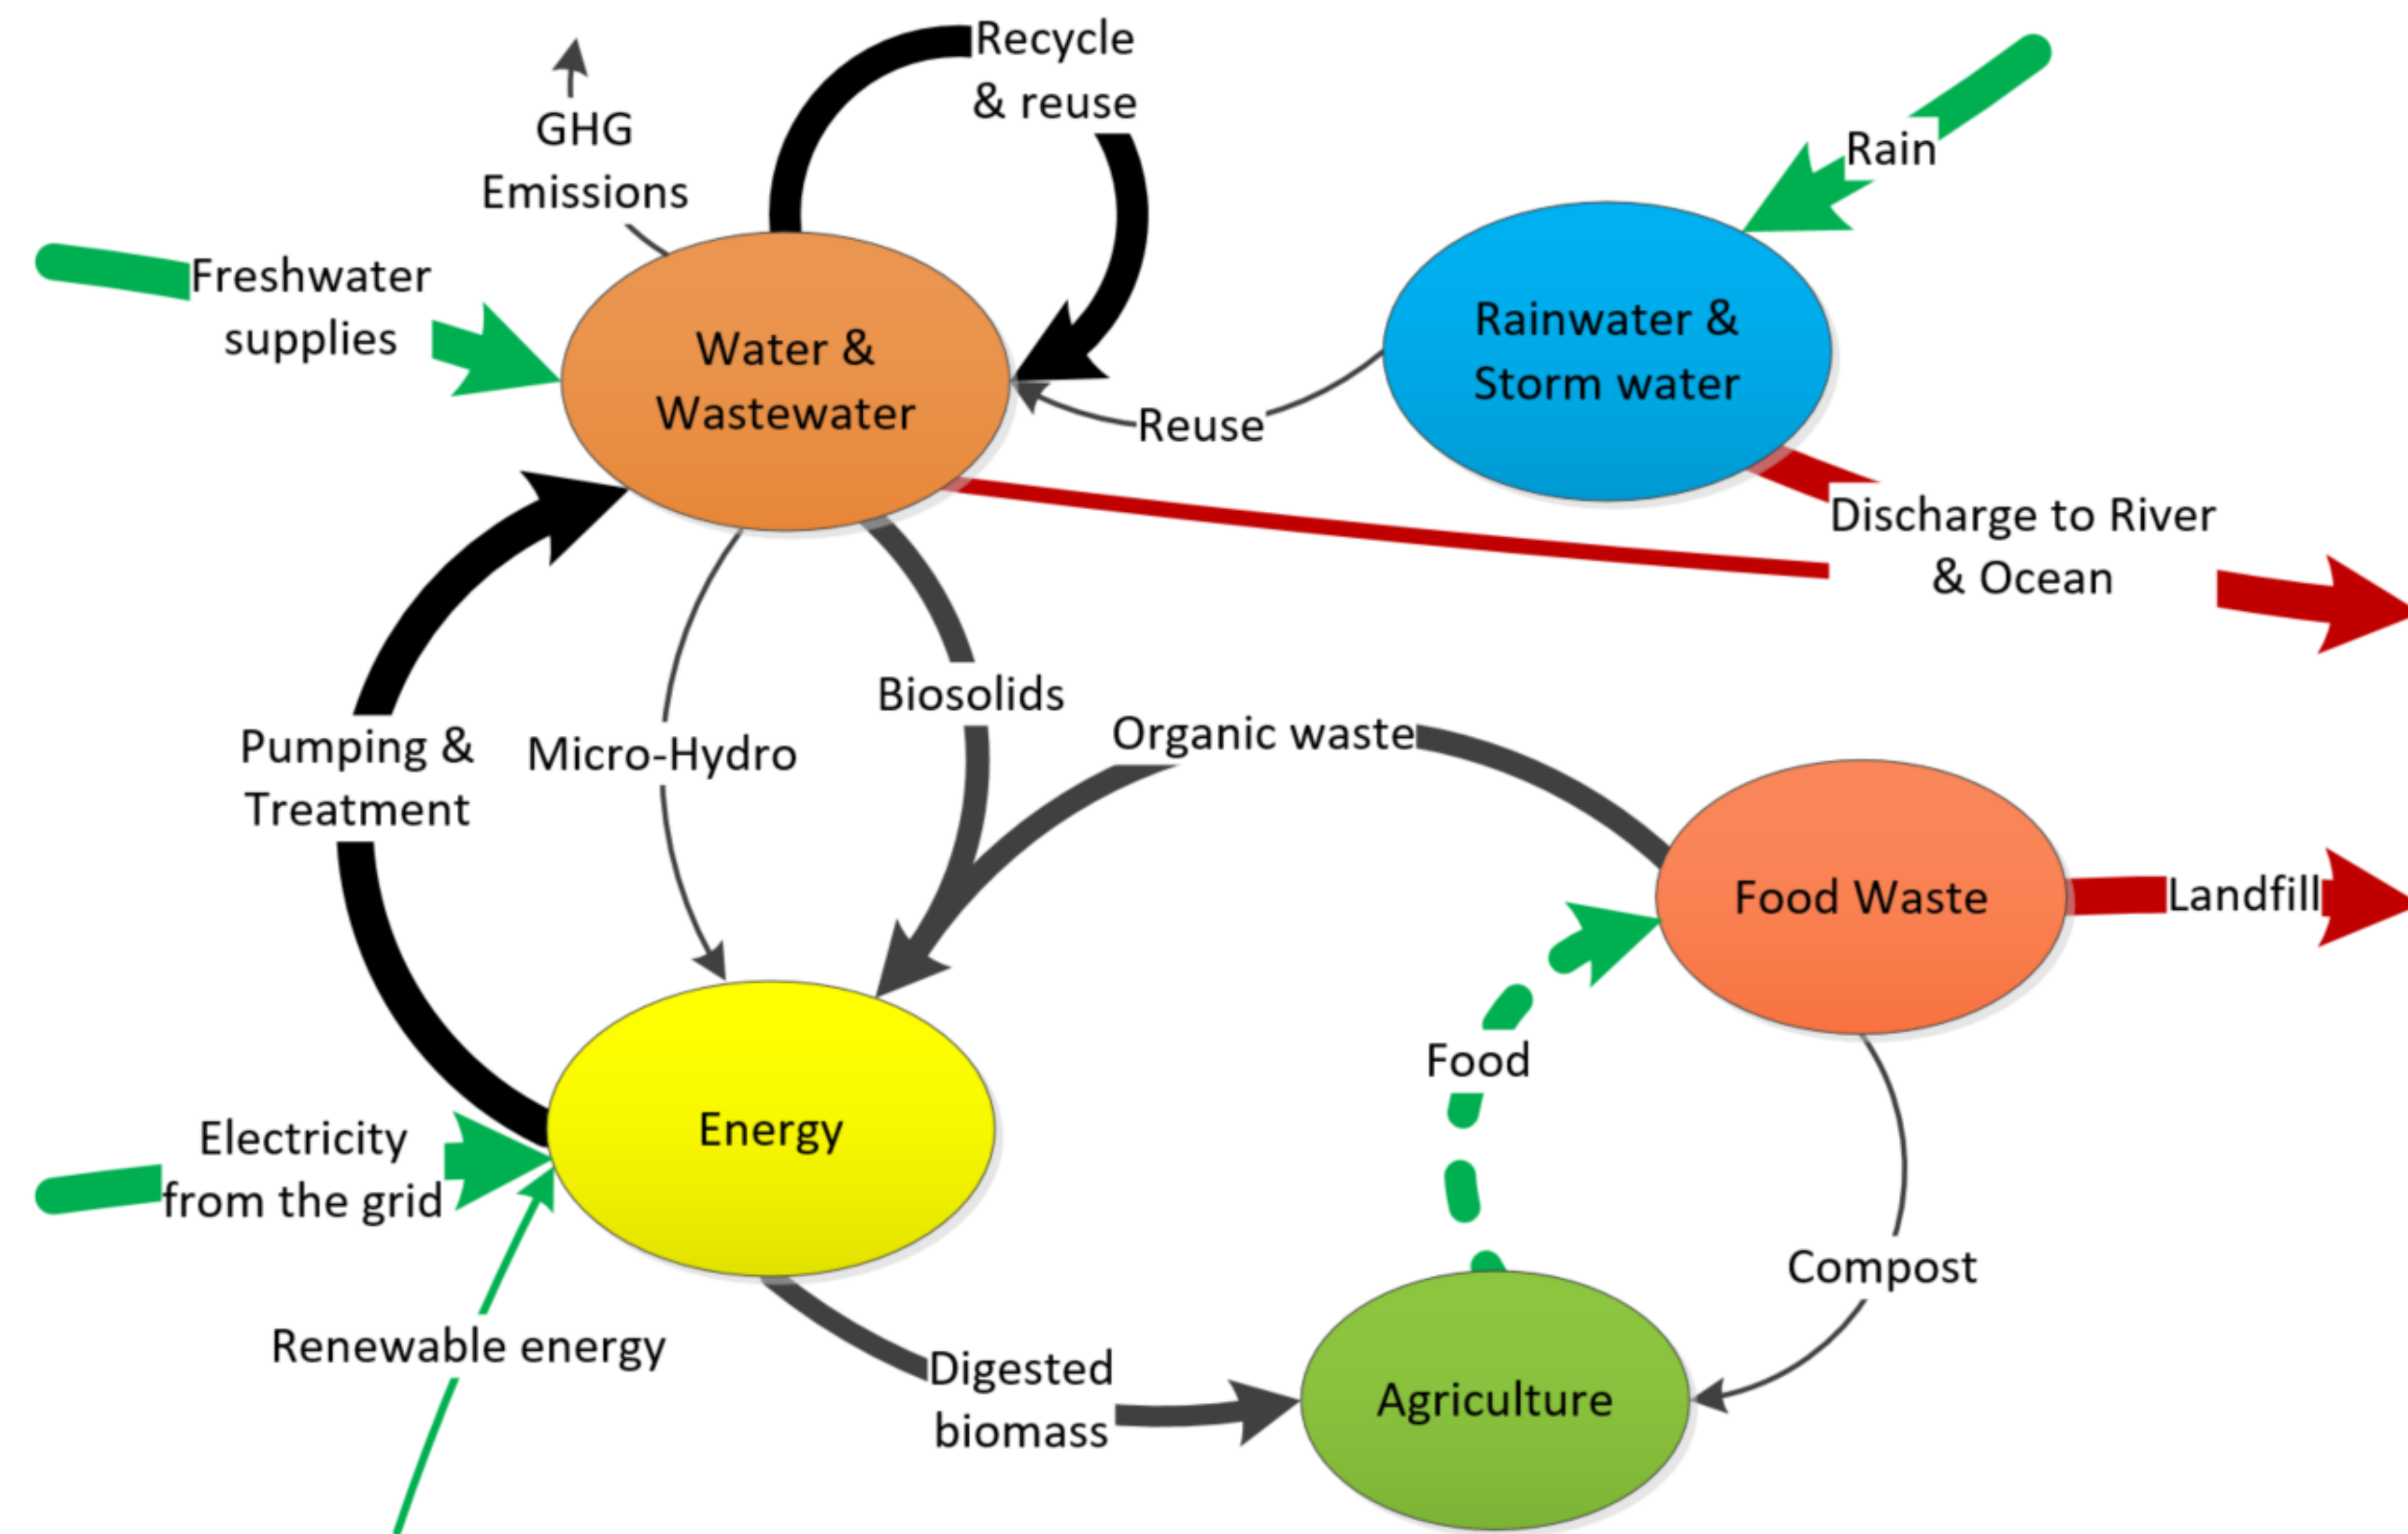 Recycle
& reuse
GHG
Emissions
Rain
Freshwater
supplies
Water &
Wastewater
Rainwater &
Storm water
Reuse
Discharge to River
& Ocean
Biosolids
Organic waste
Pumping &
Treatment
Micro-Hydro
Food Waste
Landfill
Food
Energy
Electricity
from the grid
Compost
Renewable energy
Digested
biomass
Agriculture